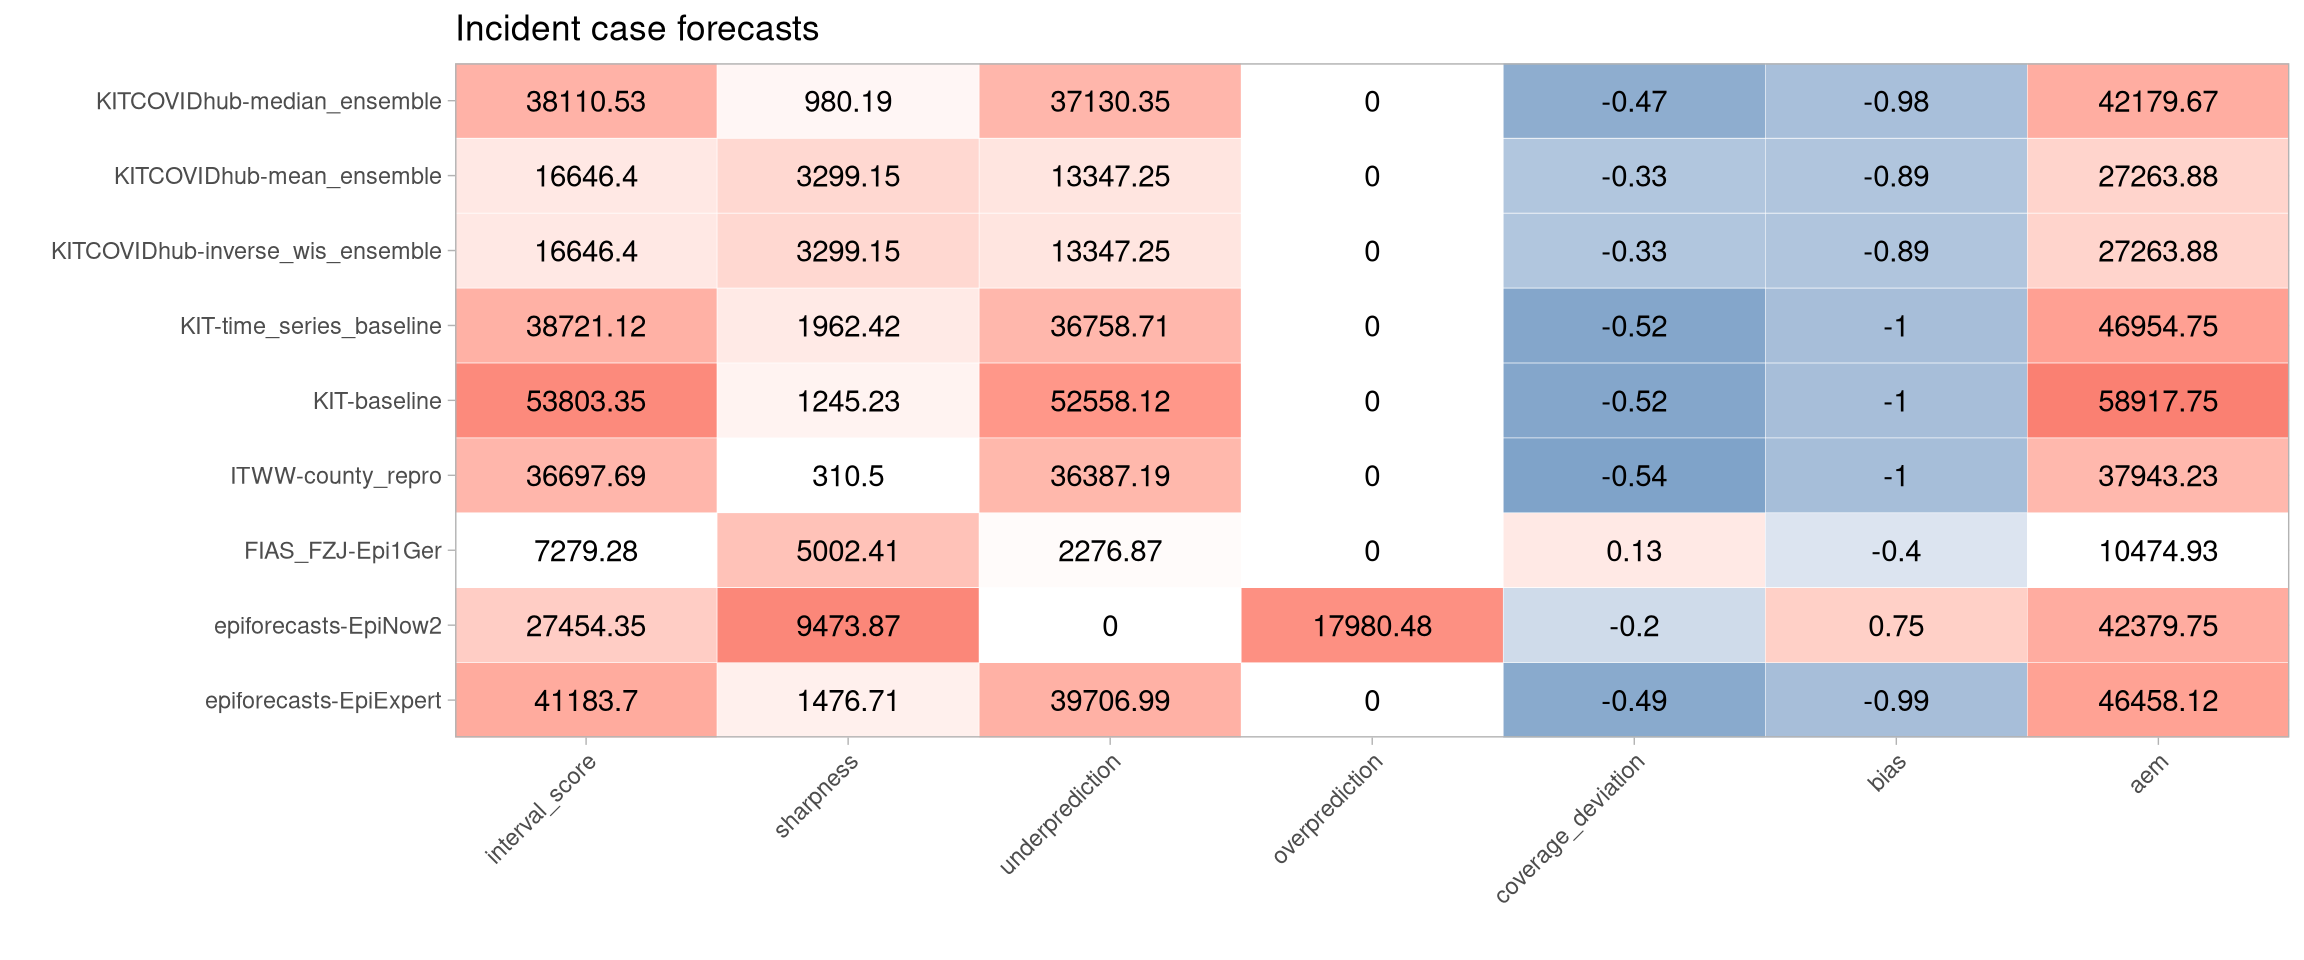 Incident case forecasts
KITCOVIDhub-median_ensemble 38110.53 980.19 37130.35 0 -0.47 -0.98 42179.67
KITCOVIDhub-mean_ensemble 16646.4 3299.15 13347.25 0 -0.33 -0.89 27263.88
KITCOVIDhub-inverse_wis_ensemble 16646.4 3299.15 13347.25 0 -0.33 -0.89 27263.88
KIT-time_series_baseline 38721.12 1962.42 36758.71 0 -0.52 -1 46954.75
KIT-baseline 53803.35 1245.23 52558.12 0 -0.52 -1 58917.75
ITWW-county_repro 36697.69 310.5 36387.19 0 -0.54 -1 37943.23
FIAS_FZJ-Epi1Ger 7279.28 5002.41 2276.87 0 0.13 -0.4 10474.93
epiforecasts-EpiNow2 27454.35 9473.87 0 17980.48 -0.2 0.75 42379.75
epiforecasts-EpiExpert 41183.7 1476.71 39706.99 0 -0.49 -0.99 46458.12
interval_score sharpness underprediction overprediction coverage_deviation bias aem